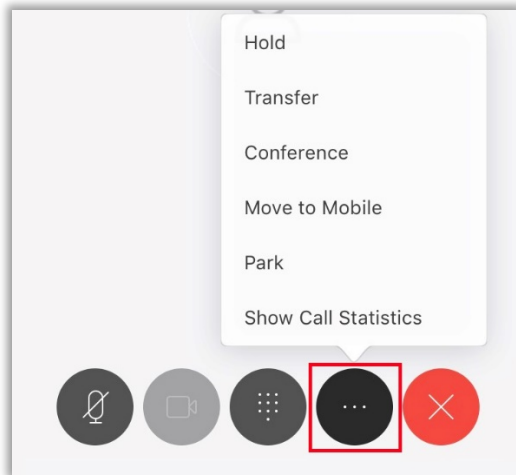 Hold
Transfer
Conference
Move to Mobile
Park
Show Call Statistics